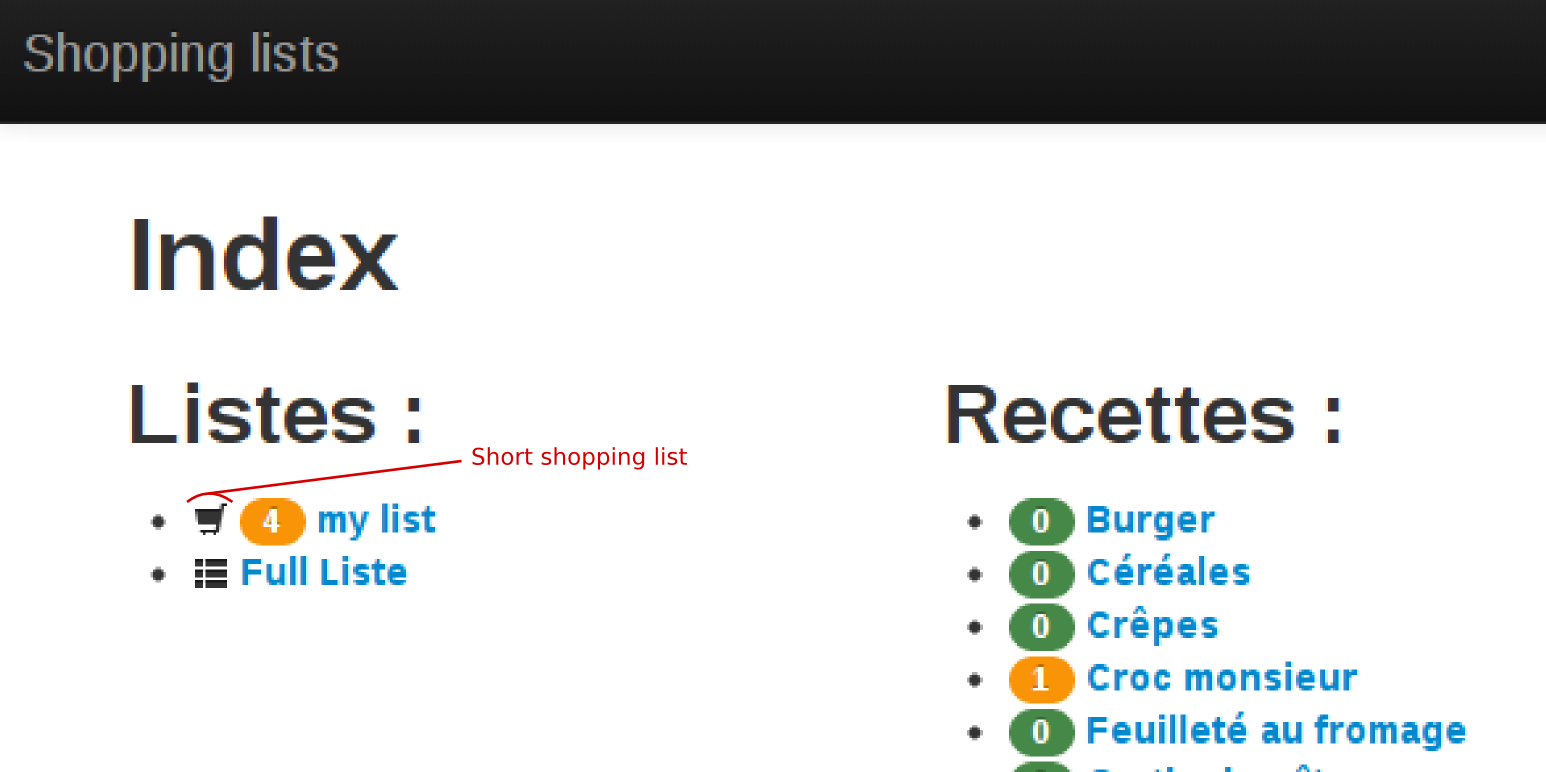 Shopping lists
Index
Listes :
Short shopping list
4 my list
Full Liste
Recettes :
0 Burger
0 Céréales
0 Crêpes
1 Croc monsieur
0 Feuilleté au fromage